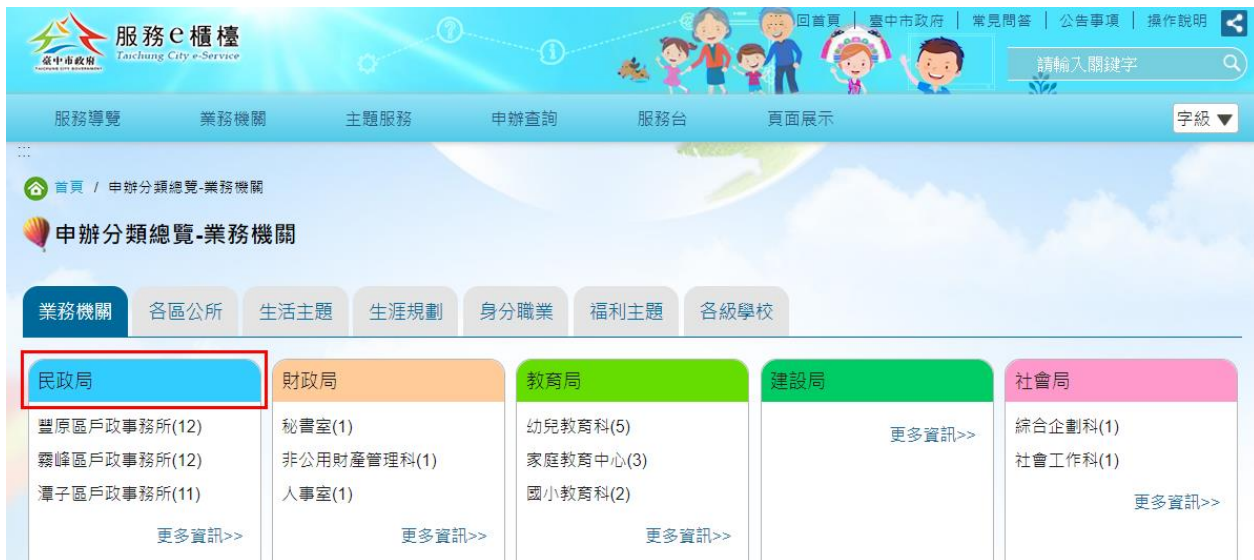 臺中市政府
TAICHUNG CITY GOVERNMENT
服務e櫃檯
Taichung City e-Service
回首頁 | 臺中市政府 | 常見問答 | 公告事項 | 操作說明
請輸入關鍵字
服務導覽 業務機關 主題服務 申辦查詢 服務台 頁面展示 字級▼
:::
首頁 / 申辦分類總覽-業務機關
申辦分類總覽-業務機關
業務機關 各區公所 生活主題 生涯規劃 身分職業 福利主題 各級學校
民政局
豐原區戶政事務所(12)
霧峰區戶政事務所(12)
潭子區戶政事務所(11)
更多資訊>>
財政局
秘書室(1)
非公用財產管理科(1)
人事室(1)
更多資訊>>
教育局
幼兒教育科(5)
家庭教育中心(3)
國小教育科(2)
更多資訊>>
建設局
更多資訊>>
社會局
綜合企劃科(1)
社會工作科(1)
更多資訊>>